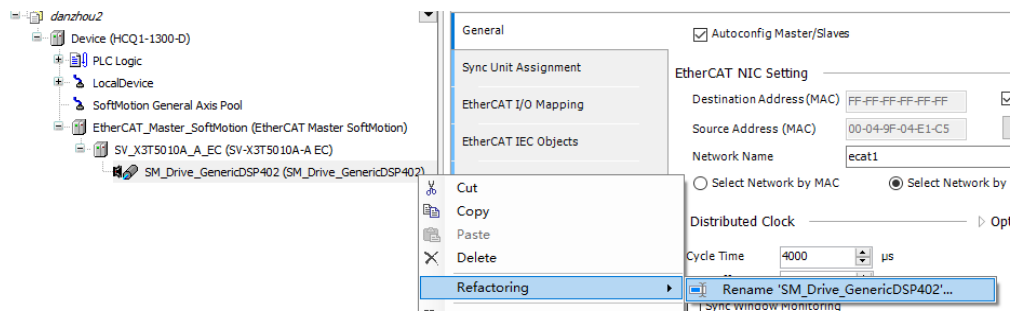 danzhou2
Device (HCQ1-1300-D)
PLC Logic
LocalDevice
SoftMotion General Axis Pool
EtherCAT_Master_SoftMotion (EtherCAT Master SoftMotion)
SV_X3T5010A_A_EC (SV-X3T5010A-A EC)
SM_Drive_GenericDSP402 (SM_Drive_GenericDSP402)
Cut
Copy
Paste
Delete
Refactoring
Rename 'SM_Drive_GenericDSP402'...
General
Sync Unit Assignment
EtherCAT I/O Mapping
EtherCAT IEC Objects
Autoconfig Master/Slaves
EtherCAT NIC Setting
Destination Address (MAC) FF-FF-FF-FF-FF-FF
Source Address (MAC) 00-04-9F-04-E1-C5
Network Name ecat1
Select Network by MAC Select Network by
Distributed Clock Opt
Cycle Time 4000 µs
Sync Window Monitoring